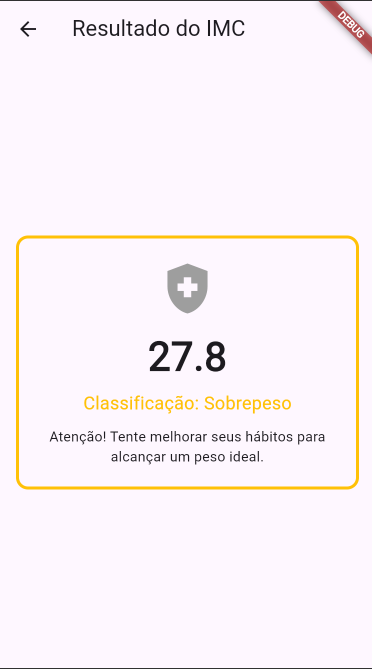 Resultado do IMC
DEBUG
27.8
Classificação: Sobrepeso
Atenção! Tente melhorar seus hábitos para
alcançar um peso ideal.